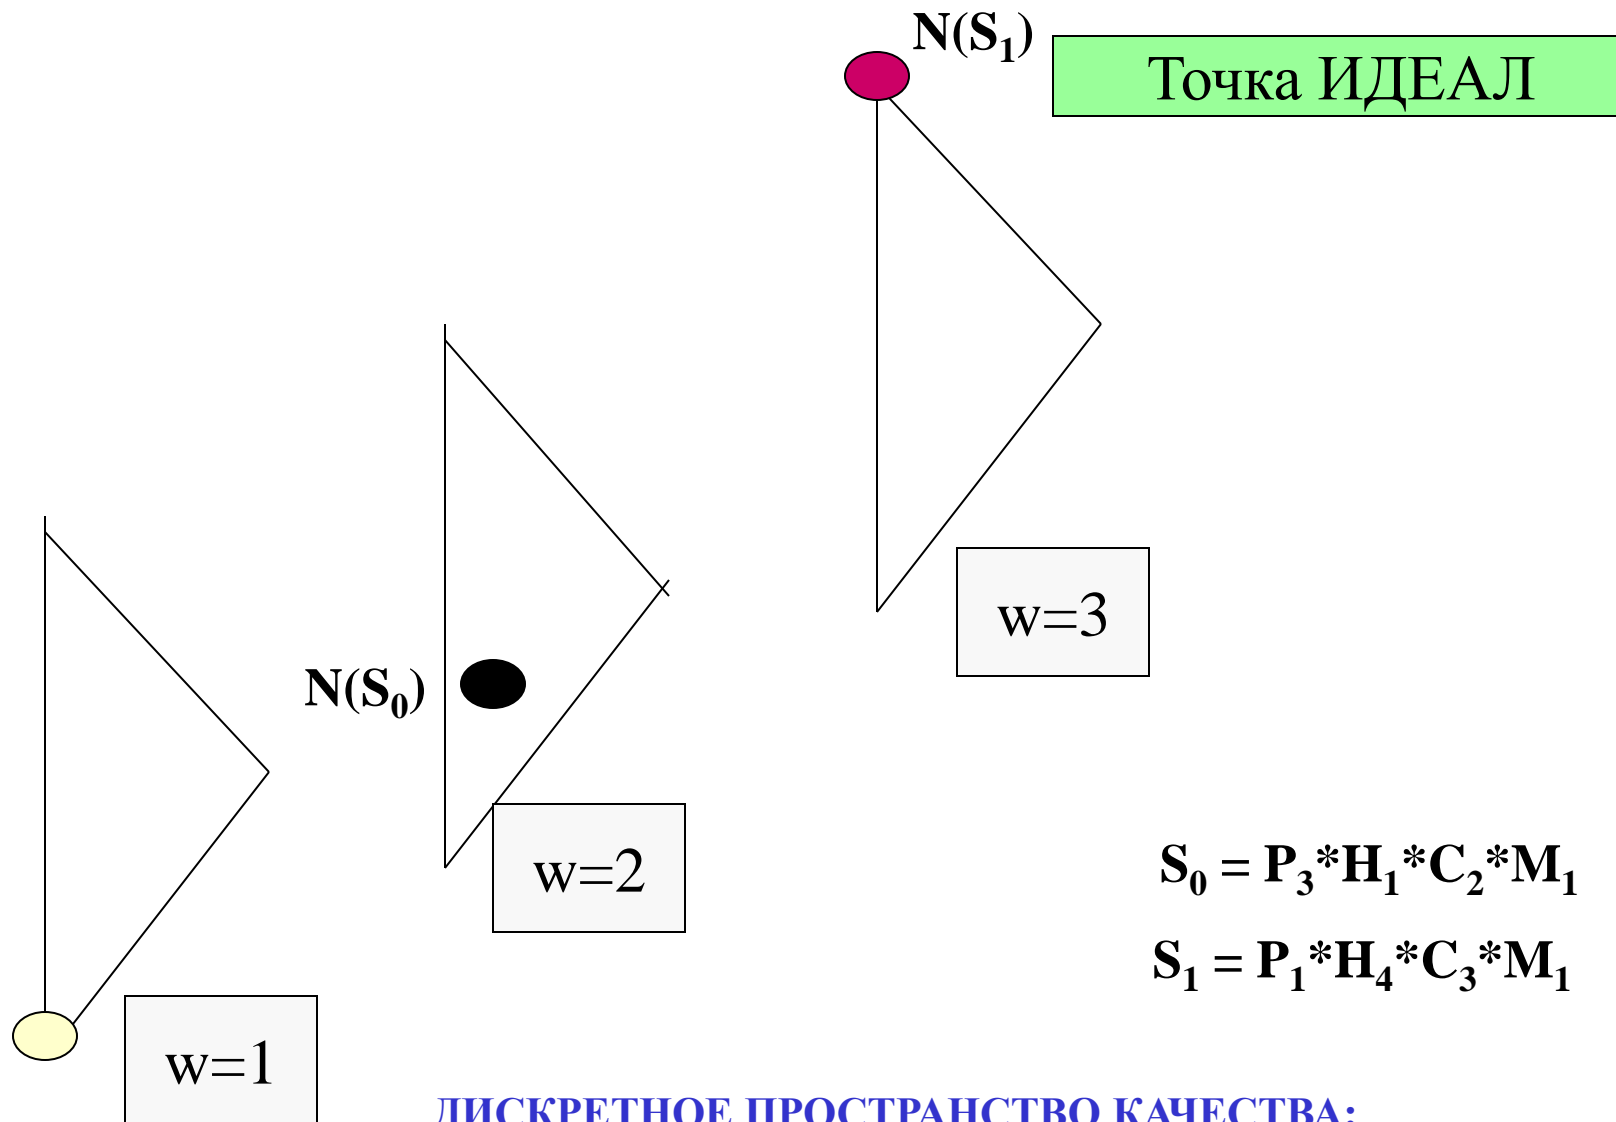 N(S₁)
Точка ИДЕАЛ
w=3
N(S₀)
w=2
S₀ = P₃*H₁*C₂*M₁
S₁ = P₁*H₄*C₃*M₁
w=1
ДИСКРЕТНОЕ ПРОСТРАНСТВО КАЧЕСТВА: